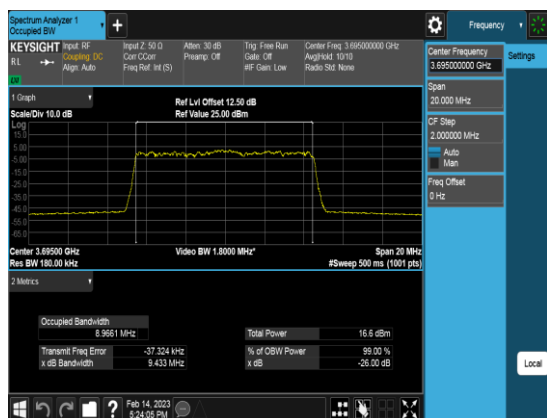 Spectrum Analyzer 1
Occupied BW
+
Frequency
KEYSIGHT
Input: RF
Input Z: 50 Ω
Atten: 30 dB
Trig: Free Run
Center Freq: 3.695000000 GHz
RL
Coupling: DC
Corr CCorr
Preamp: Off
Gate: Off
Avg|Hold: 10/10
Align: Auto
Freq Ref: Int (S)
#IF Gain: Low
Radio Std: None
Center Frequency
3.695000000 GHz
Settings
Span
20.000 MHz
CF Step
2.000000 MHz
Auto
Man
Freq Offset
0 Hz
1 Graph
Ref Lvl Offset 12.50 dB
Scale/Div 10.0 dB
Ref Value 25.00 dBm
Log
15.0
5.00
-5.00
-15.0
-25.0
-35.0
-45.0
-55.0
-65.0
Center 3.69500 GHz
Video BW 1.8000 MHz*
Span 20 MHz
Res BW 180.00 kHz
#Sweep 500 ms (1001 pts)
2 Metrics
Occupied Bandwidth
8.9661 MHz
Total Power
16.6 dBm
Transmit Freq Error
-37.324 kHz
% of OBW Power
99.00 %
x dB Bandwidth
9.433 MHz
x dB
-26.00 dB
Local
?
Feb 14, 2023
5:24:05 PM